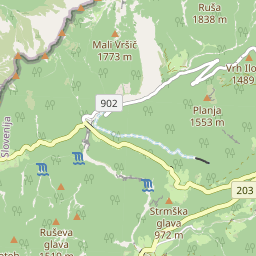 Ruša
1838 m
Mali Vršič
1773 m
Vrh Ilo
1489
902
Planja
1553 m
Slovenija
203
Strmška
glava
972 m
Ruševa
glava